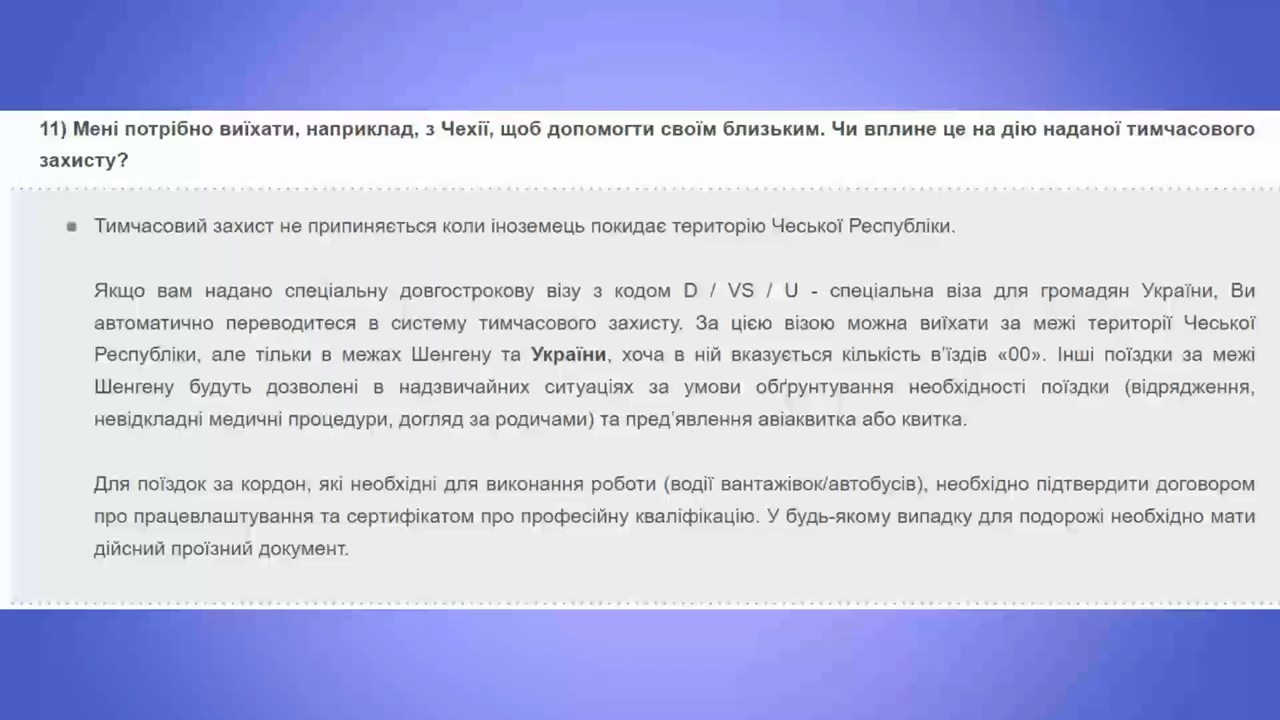 11) Мені потрібно виїхати, наприклад, з Чехії, щоб допомогти своїм близьким. Чи вплине це на дію наданої тимчасового
захисту?
Тимчасовий захист не припиняється коли іноземець покидає територію Чеської Республіки.
Якщо вам надано спеціальну довгострокову візу з кодом D / VS / U - спеціальна віза для громадян України, Ви
автоматично переводитеся в систему тимчасового захисту. За цією візою можна виїхати за межі території Чеської
Республіки, але тільки в межах Шенгену та України, хоча в ній вказується кількість в'їздів «00». Інші поїздки за межі
Шенгену будуть дозволені в надзвичайних ситуаціях за умови обґрунтування необхідності поїздки (відрядження,
невідкладні медичні процедури, догляд за родичами) та пред'явлення авіаквитка або квитка.
Для поїздок за кордон, які необхідні для виконання роботи (водії вантажівок/автобусів), необхідно підтвердити договором
про працевлаштування та сертифікатом про професійну кваліфікацію. У будь-якому випадку для подорожі необхідно мати
дійсний проїзний документ.